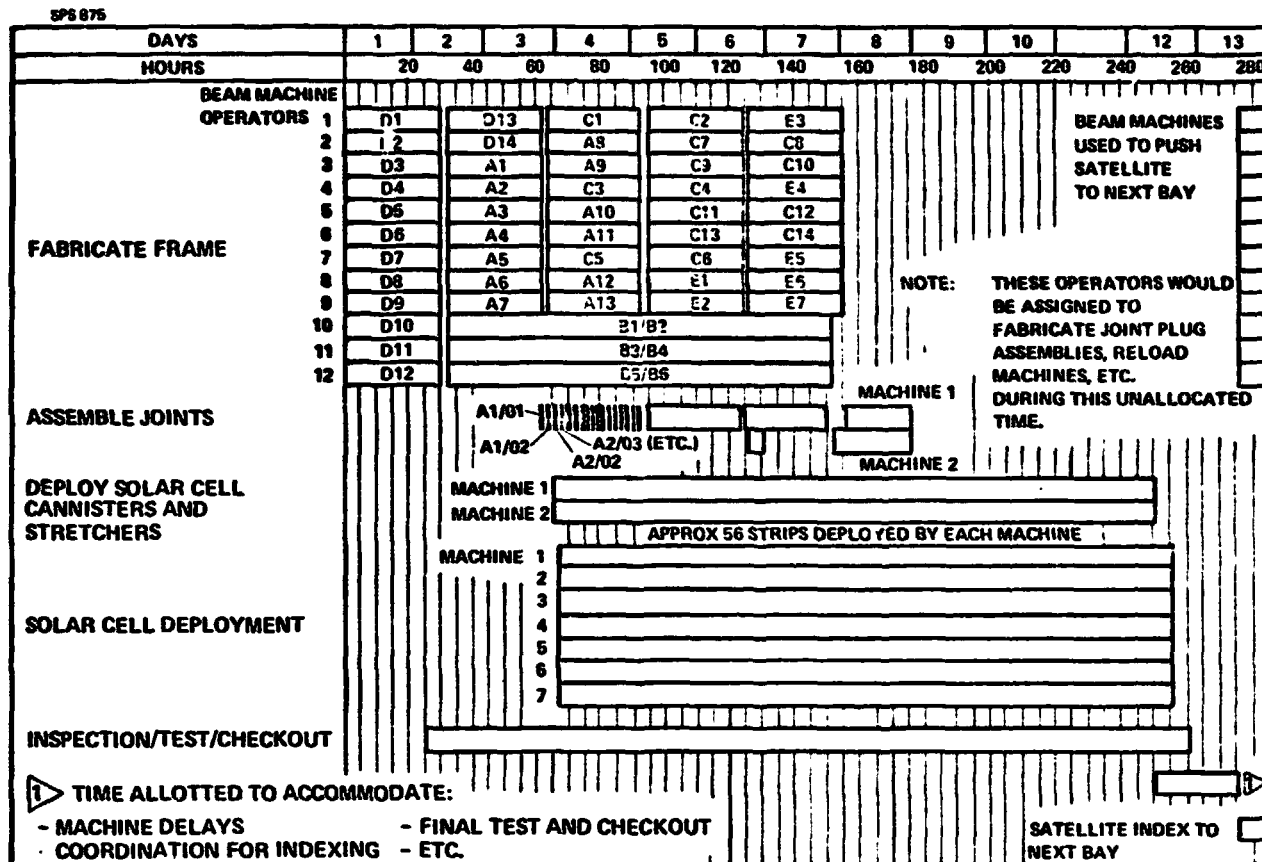 SPS 875
DAYS 1 2 3 4 5 6 7 8 9 10 12 13
HOURS 20 40 60 80 100 120 140 160 180 200 220 240 260 280
BEAM MACHINE
OPERATORS 1 D1 D13 C1 C2 E3
2 D14 A8 C7 C8
3 D3 A1 A9 C9 C10
4 D4 A2 C3 C4 E4
5 D5 A3 A10 C11 C12
6 D6 A4 A11 C13 C14
7 D7 A5 C5 C6 E5
8 D8 A6 A12 E1 E6
9 D9 A7 A13 E2 E7
10 D10 B1/B2
11 D11 B3/B4
12 D12 /B6
FABRICATE FRAME
BEAM MACHINES
USED TO PUSH
SATELLITE
TO NEXT BAY
NOTE: THESE OPERATORS WOULD
BE ASSIGNED TO
FABRICATE JOINT PLUG
ASSEMBLIES, RELOAD
MACHINES, ETC.
DURING THIS UNALLOCATED
TIME.
ASSEMBLE JOINTS
MACHINE 1
A1/01
A1/02
A2/03 (ETC.)
A2/02
MACHINE 2
DEPLOY SOLAR CELL
CANNISTERS AND
STRETCHERS
MACHINE 1
MACHINE 2
APPROX 56 STRIPS DEPLOYED BY EACH MACHINE
SOLAR CELL DEPLOYMENT
MACHINE 1
2
3
4
5
6
7
INSPECTION/TEST/CHECKOUT
1 TIME ALLOTTED TO ACCOMMODATE:
- MACHINE DELAYS - FINAL TEST AND CHECKOUT
· COORDINATION FOR INDEXING - ETC.
SATELLITE INDEX TO
NEXT BAY